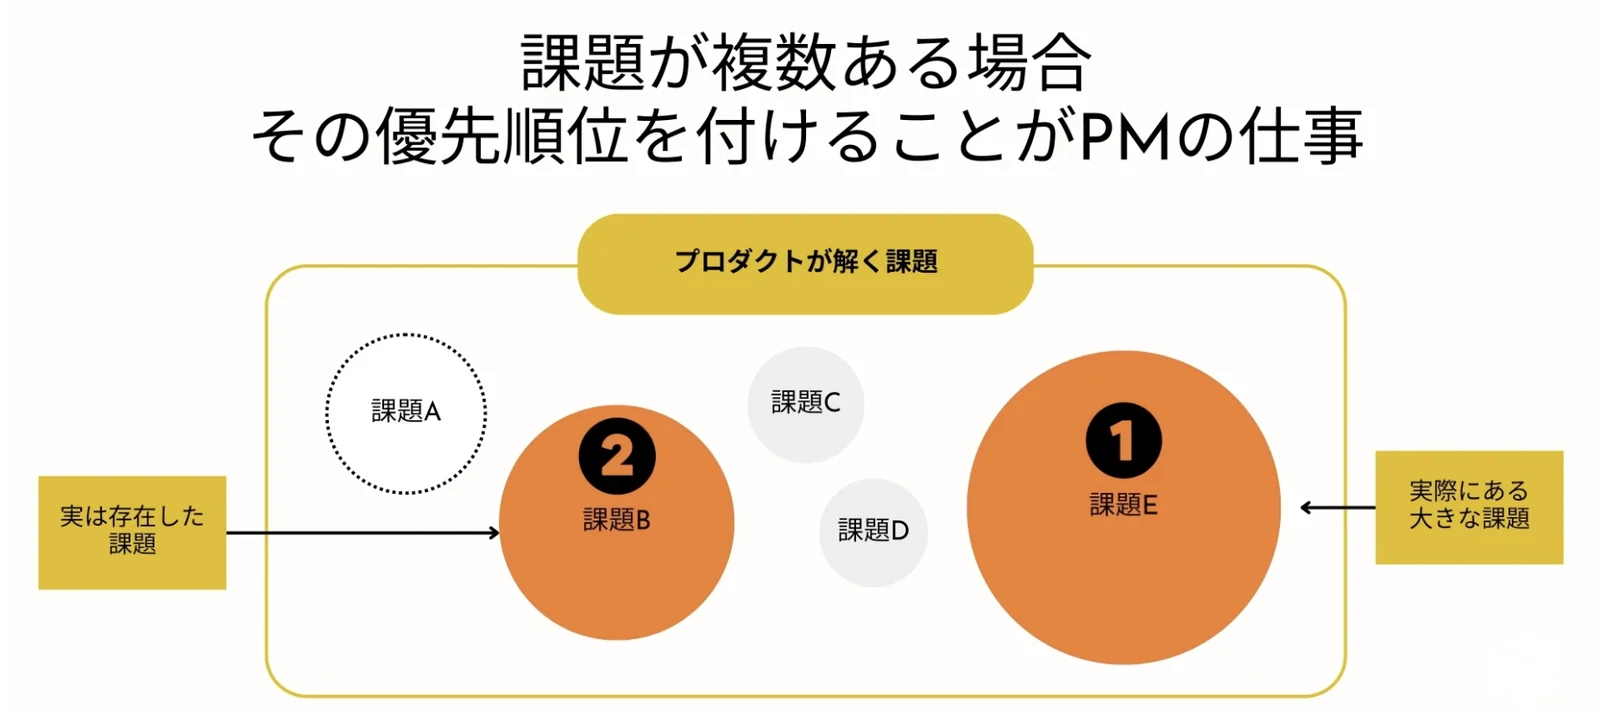 課題が複数ある場合
その優先順位を付けることがPMの仕事
プロダクトが解く課題
課題A
実は存在した
課題
2
課題B
課題C
課題D
1
課題E
実際にある
大きな課題